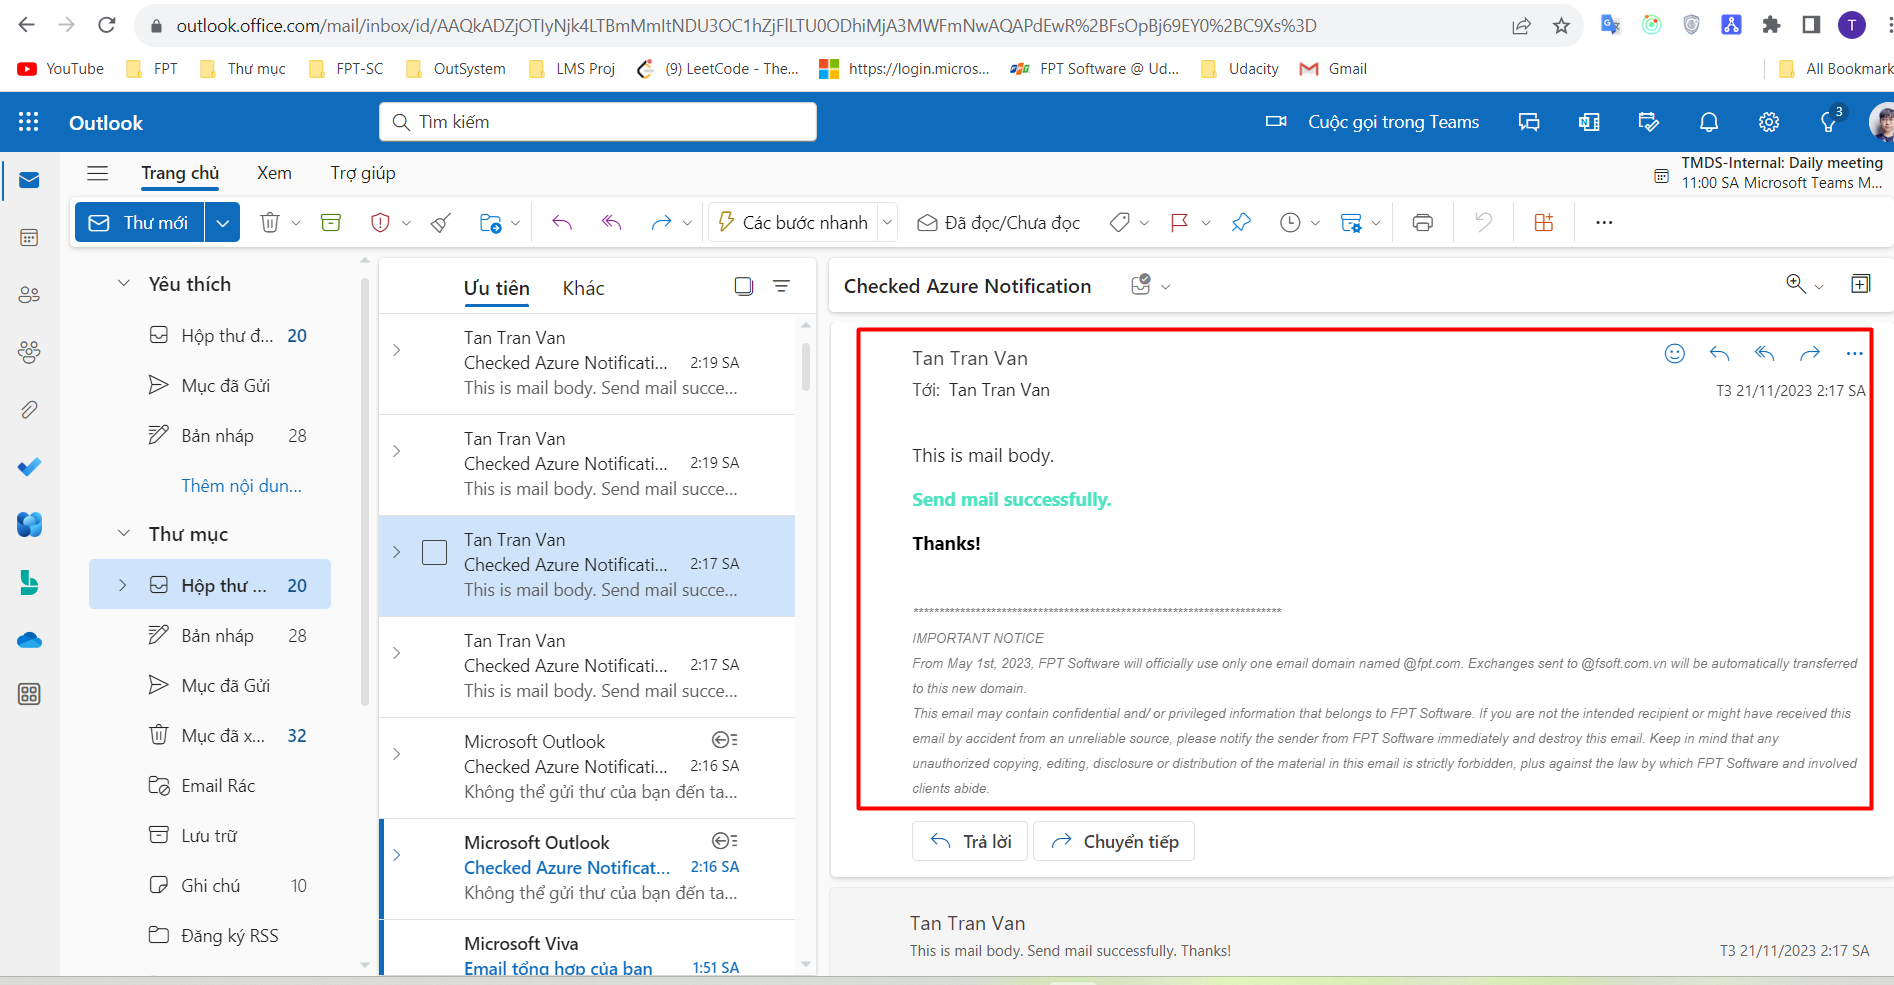 outlook.office.com/mail/inbox/id/AAQkADZjOTIyNjk4LTBmMmItNDU3OC1hZjFlLTU0ODhiMjA3MWFmNwAQAPdEwR%2BFsOpBj69EY0%2BC9Xs%3D
T
YouTube
FPT
Thư mục
FPT-SC
OutSystem
LMS Proj
(9) LeetCode - The...
https://login.micros...
FPT Software @ Ud...
Udacity
Gmail
All Bookmark
Outlook
Tìm kiếm
Cuộc gọi trong Teams
3
Trang chủ
Xem
Trợ giúp
TMDS-Internal: Daily meeting
11:00 SA Microsoft Teams M...
Thư mới
Các bước nhanh
Đã đọc/Chưa đọc
Yêu thích
Hộp thư đ... 20
Mục đã Gửi
Bản nháp 28
Thêm nội dun...
Thư mục
Hộp thư ... 20
Bản nháp 28
Mục đã Gửi
Mục đã x... 32
Email Rác
Lưu trữ
Ghi chú 10
Đăng ký RSS
Ưu tiên
Khác
Tan Tran Van
Checked Azure Notificati... 2:19 SA
This is mail body. Send mail succe...
Tan Tran Van
Checked Azure Notificati... 2:19 SA
This is mail body. Send mail succe...
Tan Tran Van
Checked Azure Notificati... 2:17 SA
This is mail body. Send mail succe...
Tan Tran Van
Checked Azure Notificati... 2:17 SA
This is mail body. Send mail succe...
Microsoft Outlook
Checked Azure Notificati... 2:16 SA
Không thể gửi thư của bạn đến ta...
Microsoft Outlook
Checked Azure Notificat... 2:16 SA
Không thể gửi thư của bạn đến ta...
Microsoft Viva
Email tổng hợp của bạn 1:51 SA
Checked Azure Notification
Tan Tran Van
Tới: Tan Tran Van
T3 21/11/2023 2:17 SA
This is mail body.
Send mail successfully.
Thanks!
************************************************************************
IMPORTANT NOTICE
From May 1st, 2023, FPT Software will officially use only one email domain named @fpt.com. Exchanges sent to @fsoft.com.vn will be automatically transferred
to this new domain.
This email may contain confidential and/ or privileged information that belongs to FPT Software. If you are not the intended recipient or might have received this
email by accident from an unreliable source, please notify the sender from FPT Software immediately and destroy this email. Keep in mind that any
unauthorized copying, editing, disclosure or distribution of the material in this email is strictly forbidden, plus against the law by which FPT Software and involved
clients abide.
Trả lời
Chuyển tiếp
Tan Tran Van
This is mail body. Send mail successfully. Thanks!
T3 21/11/2023 2:17 SA